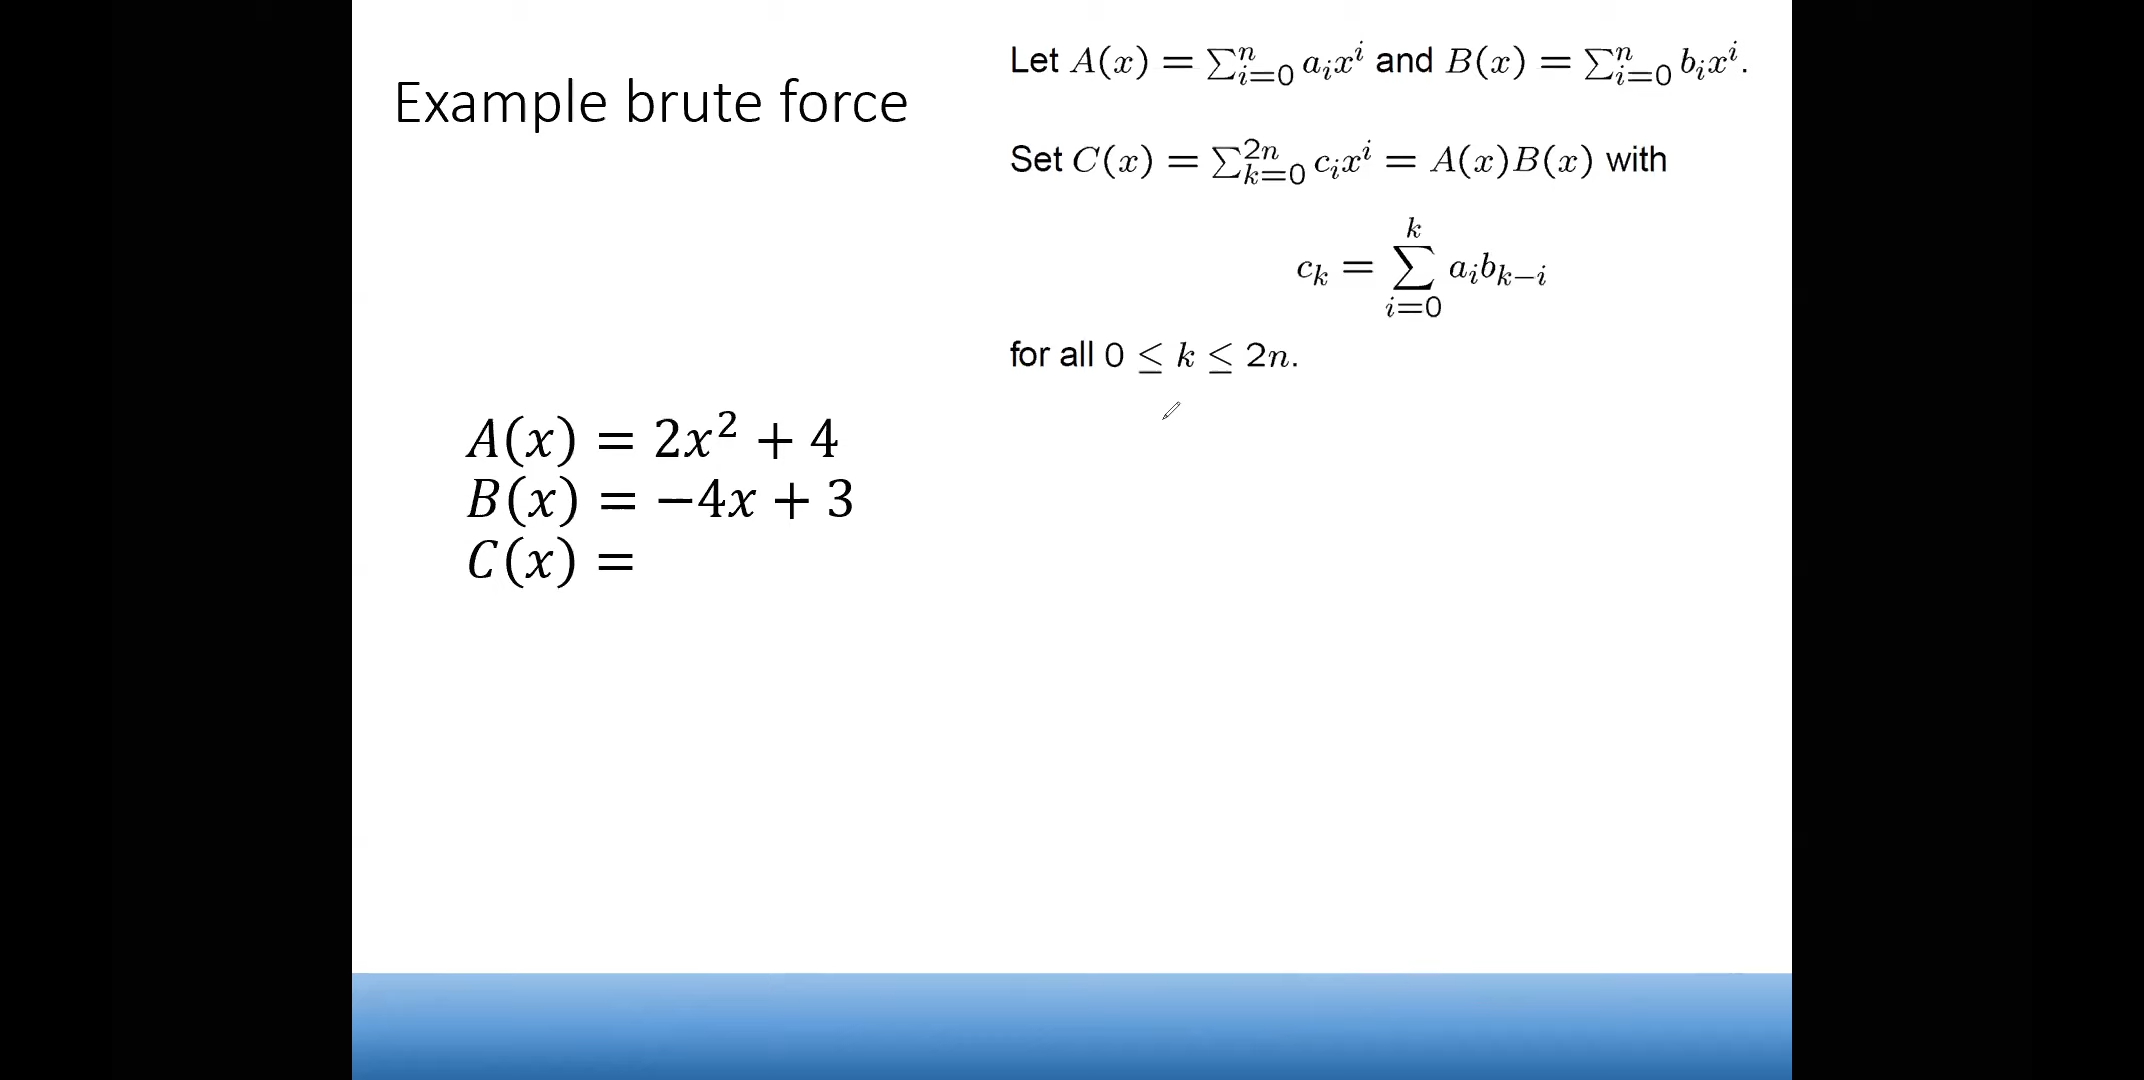 Example brute force
Let A(x) = ∑ⁿᵢ₌₀ aᵢxⁱ and B(x) = ∑ⁿᵢ₌₀ bᵢxⁱ.
Set C(x) = ∑²ⁿₖ₌₀ cᵢxⁱ = A(x)B(x) with
cₖ = ∑ᵏᵢ₌₀ aᵢbₖ₋ᵢ
for all 0 ≤ k ≤ 2n.
A(x) = 2x² + 4
B(x) = −4x + 3
C(x) =